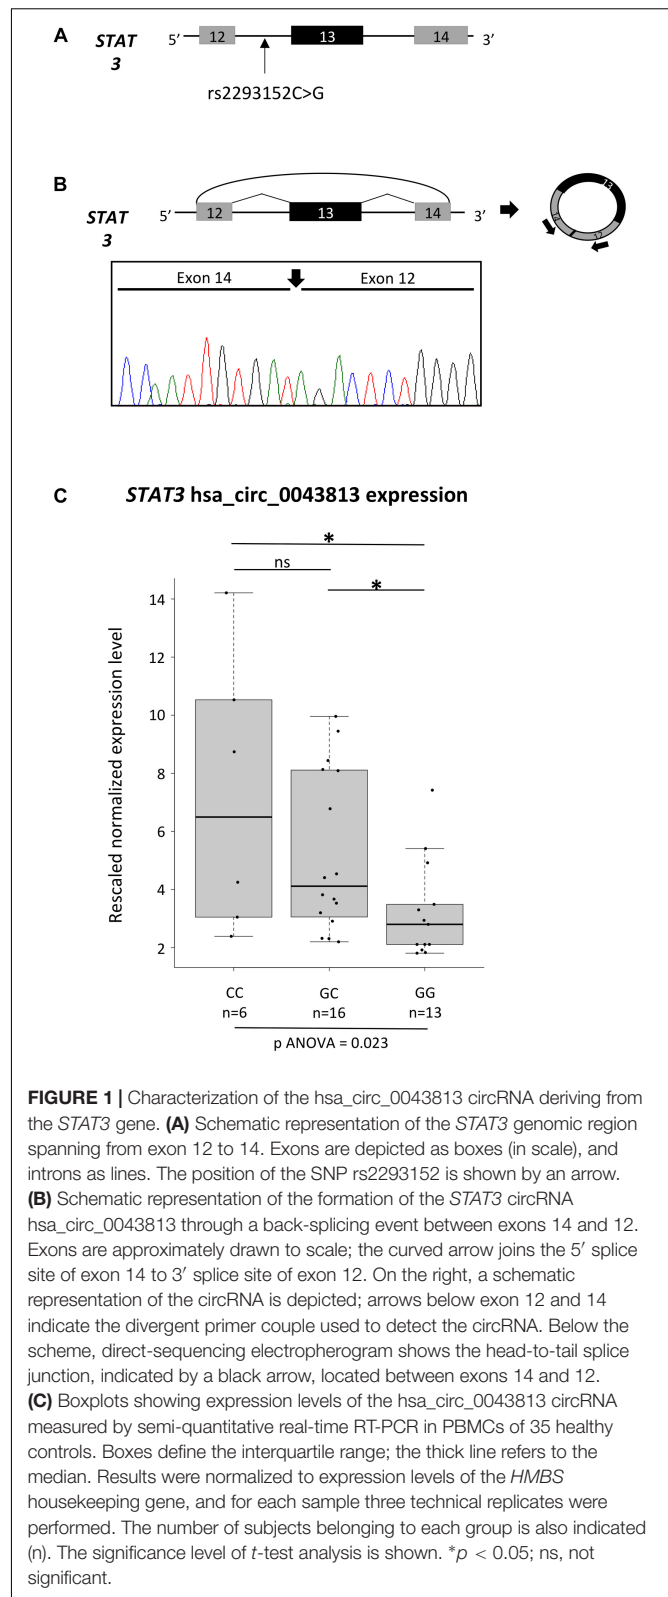 A
STAT
3
5′ 12 13 14 3′
rs2293152C>G
B
STAT
3
5′ 12 13 14 3′
13
14
12
Exon 14 Exon 12
C STAT3 hsa_circ_0043813 expression
*
ns
*
Rescaled normalized expression level
14
12
10
8
6
4
2
CC GC GG
n=6 n=16 n=13
p ANOVA = 0.023
FIGURE 1 | Characterization of the hsa_circ_0043813 circRNA deriving from
the STAT3 gene. (A) Schematic representation of the STAT3 genomic region
spanning from exon 12 to 14. Exons are depicted as boxes (in scale), and
introns as lines. The position of the SNP rs2293152 is shown by an arrow.
(B) Schematic representation of the formation of the STAT3 circRNA
hsa_circ_0043813 through a back-splicing event between exons 14 and 12.
Exons are approximately drawn to scale; the curved arrow joins the 5′ splice
site of exon 14 to 3′ splice site of exon 12. On the right, a schematic
representation of the circRNA is depicted; arrows below exon 12 and 14
indicate the divergent primer couple used to detect the circRNA. Below the
scheme, direct-sequencing electropherogram shows the head-to-tail splice
junction, indicated by a black arrow, located between exons 14 and 12.
(C) Boxplots showing expression levels of the hsa_circ_0043813 circRNA
measured by semi-quantitative real-time RT-PCR in PBMCs of 35 healthy
controls. Boxes define the interquartile range; the thick line refers to the
median. Results were normalized to expression levels of the HMBS
housekeeping gene, and for each sample three technical replicates were
performed. The number of subjects belonging to each group is also indicated
(n). The significance level of t-test analysis is shown. *p < 0.05; ns, not
significant.